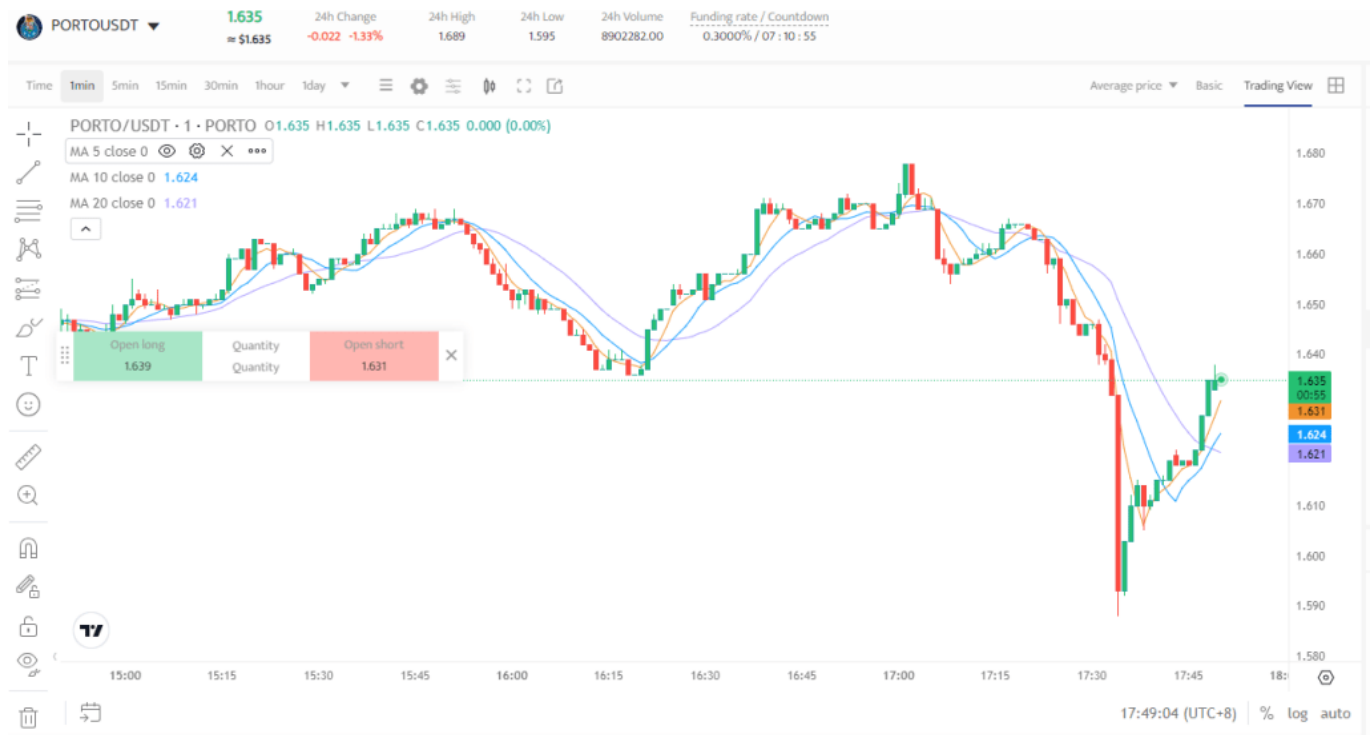 PORTOUSDT
1.635
≈ $1.635
24h Change
-0.022 -1.33%
24h High
1.689
24h Low
1.595
24h Volume
8902282.00
Funding rate / Countdown
0.3000% / 07 : 10 : 55
Time 1min 5min 15min 30min 1hour 1day
Average price Basic Trading View
PORTO/USDT · 1 · PORTO O1.635 H1.635 L1.635 C1.635 0.000 (0.00%)
MA 5 close 0
MA 10 close 0 1.624
MA 20 close 0 1.621
Open long
1.639
Quantity
Quantity
Open short
1.631
1.680
1.670
1.660
1.650
1.640
1.635
00:55
1.631
1.624
1.621
1.610
1.600
1.590
1.580
15:00 15:15 15:30 15:45 16:00 16:15 16:30 16:45 17:00 17:15 17:30 17:45 18:
17:49:04 (UTC+8) % log auto